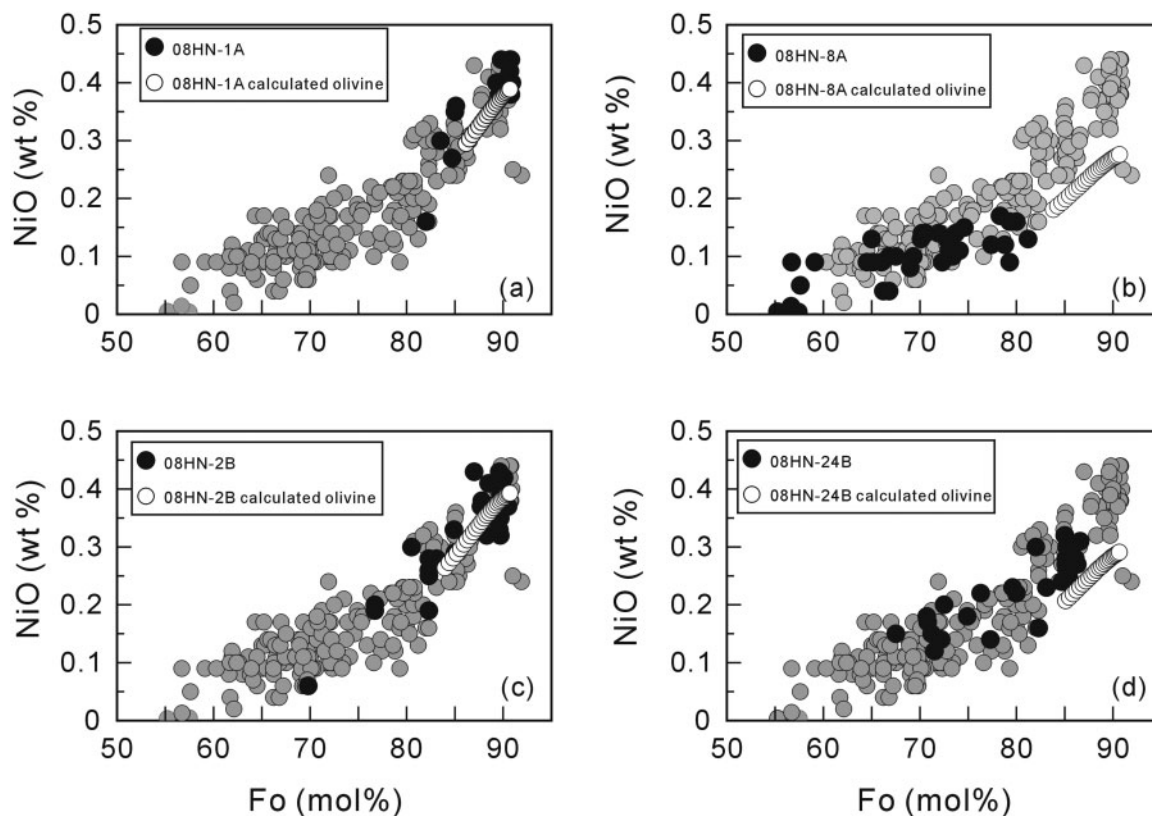 08HN-1A
08HN-1A calculated olivine
NiO (wt %)
0.5
0.4
0.3
0.2
0.1
0
50 60 70 80 90
(a)
08HN-8A
08HN-8A calculated olivine
NiO (wt %)
0.5
0.4
0.3
0.2
0.1
0
50 60 70 80 90
(b)
08HN-2B
08HN-2B calculated olivine
NiO (wt %)
0.5
0.4
0.3
0.2
0.1
0
50 60 70 80 90
(c)
Fo (mol%)
08HN-24B
08HN-24B calculated olivine
NiO (wt %)
0.5
0.4
0.3
0.2
0.1
0
50 60 70 80 90
(d)
Fo (mol%)